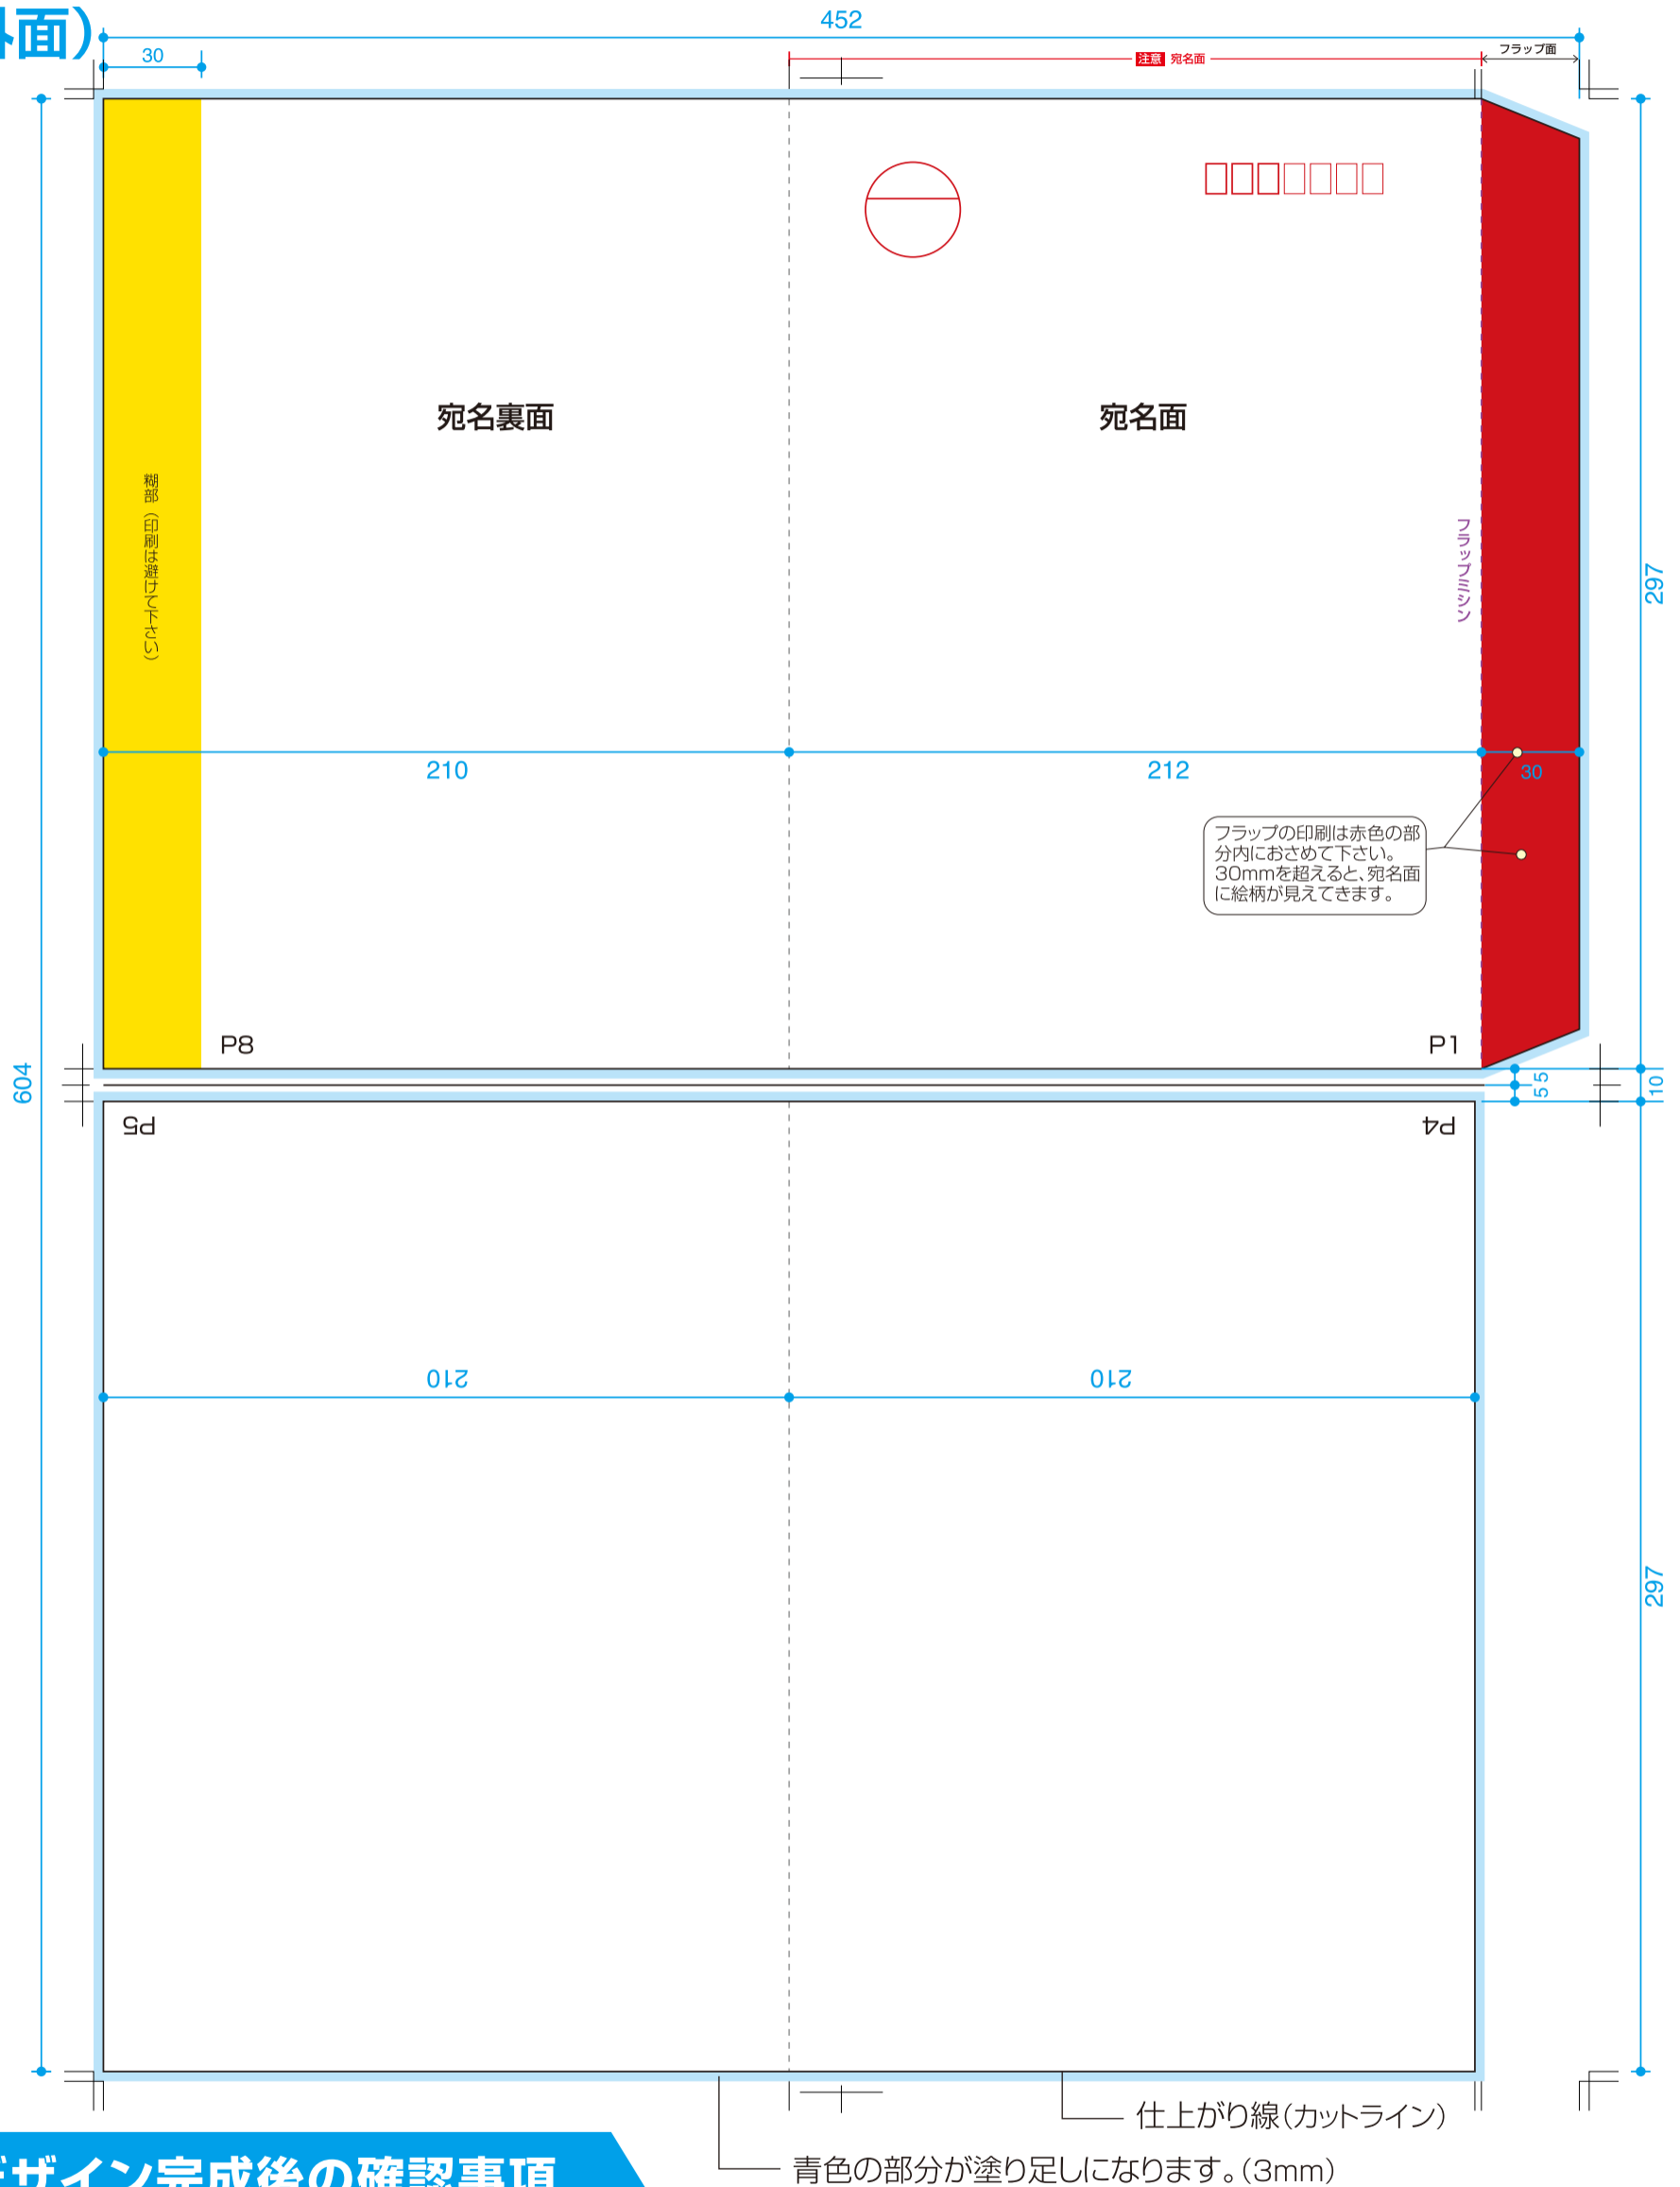 外面)
452
30
注意 宛名面
フラップ面
宛名裏面
宛名面
糊部（印刷は避けて下さい）
フラップミシン
297
210
212
30
フラップの印刷は赤色の部
分内におさめて下さい。
30mmを超えると、宛名面
に絵柄が見えてきます。
P8
P1
604
5 5
10
P5
P4
210
210
297
仕上がり線(カットライン)
青色の部分が塗り足しになります。(3mm)
デザイン完成後の確認事項